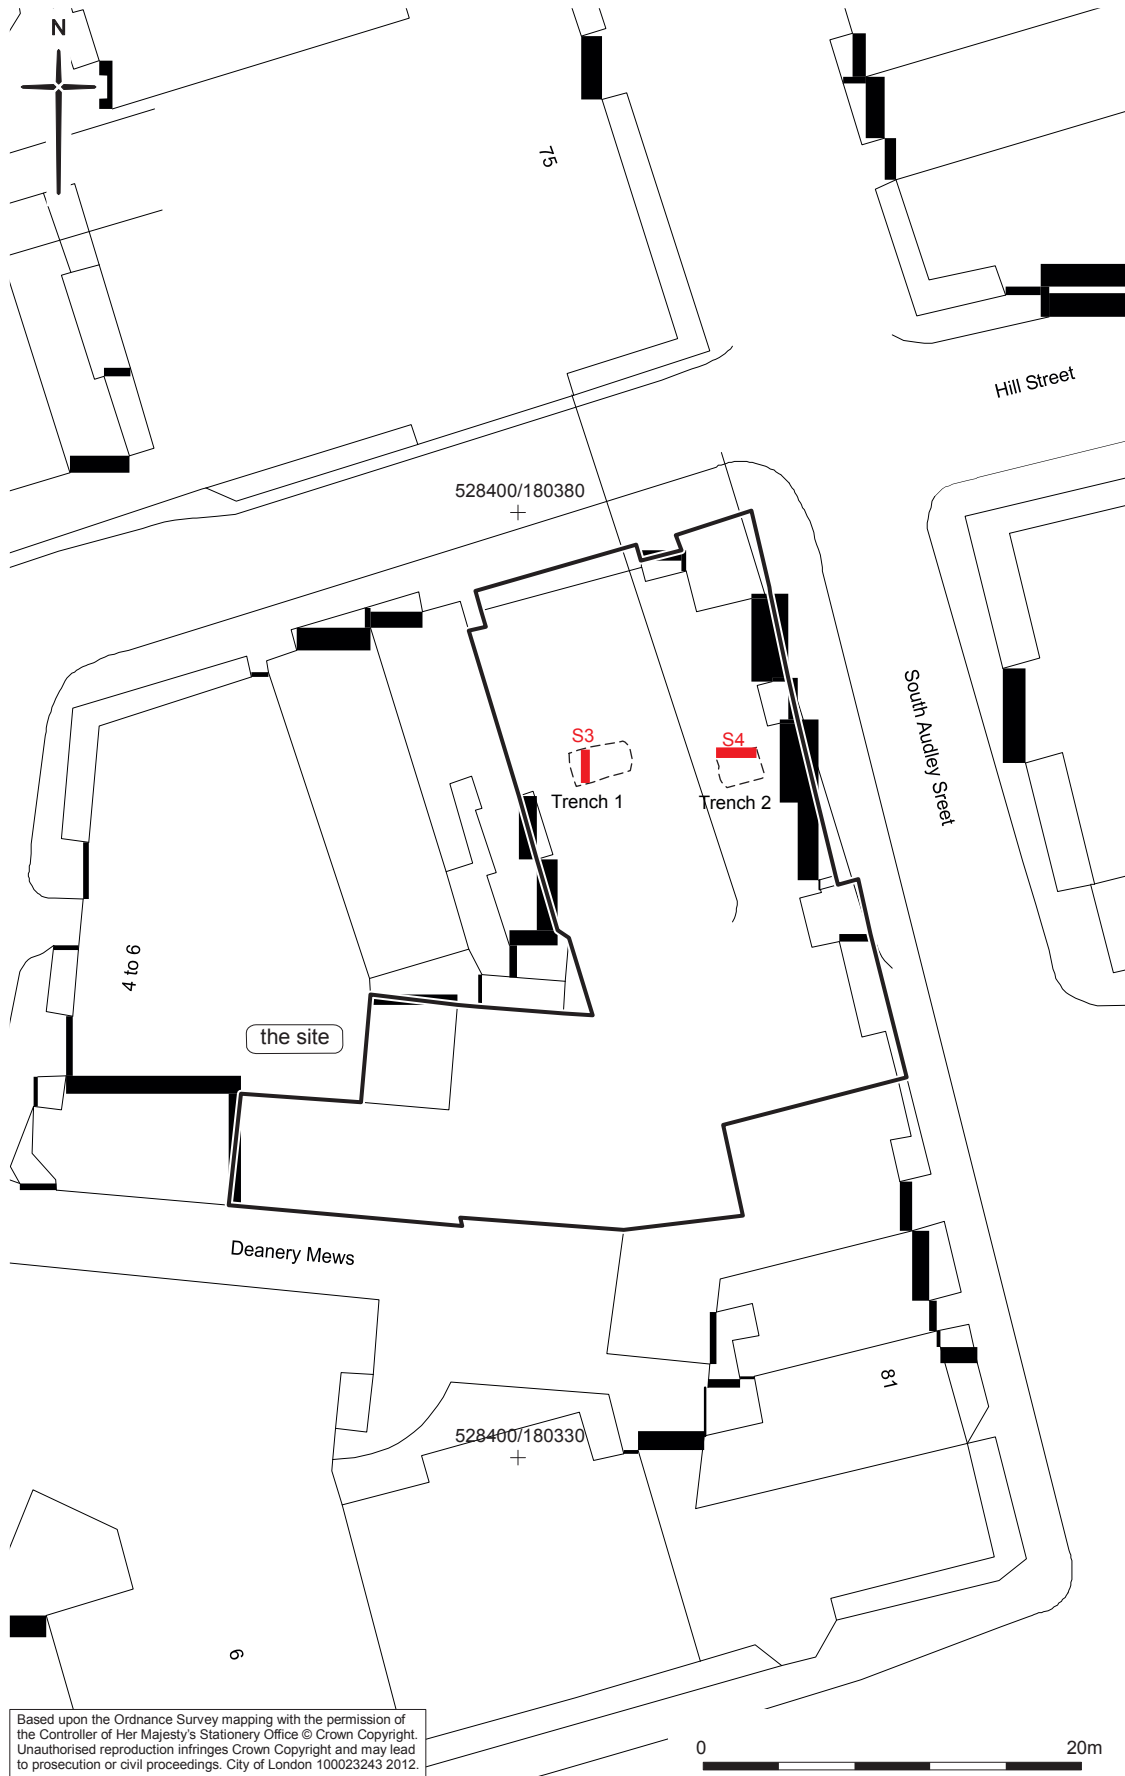 N
75
Hill Street
528400/180380
South Audley Sreet
S3
S4
Trench 1
Trench 2
4 to 6
the site
Deanery Mews
81
528400/180330
6
Based upon the Ordnance Survey mapping with the permission of
the Controller of Her Majesty's Stationery Office © Crown Copyright.
Unauthorised reproduction infringes Crown Copyright and may lead
to prosecution or civil proceedings. City of London 100023243 2012.
0 20m